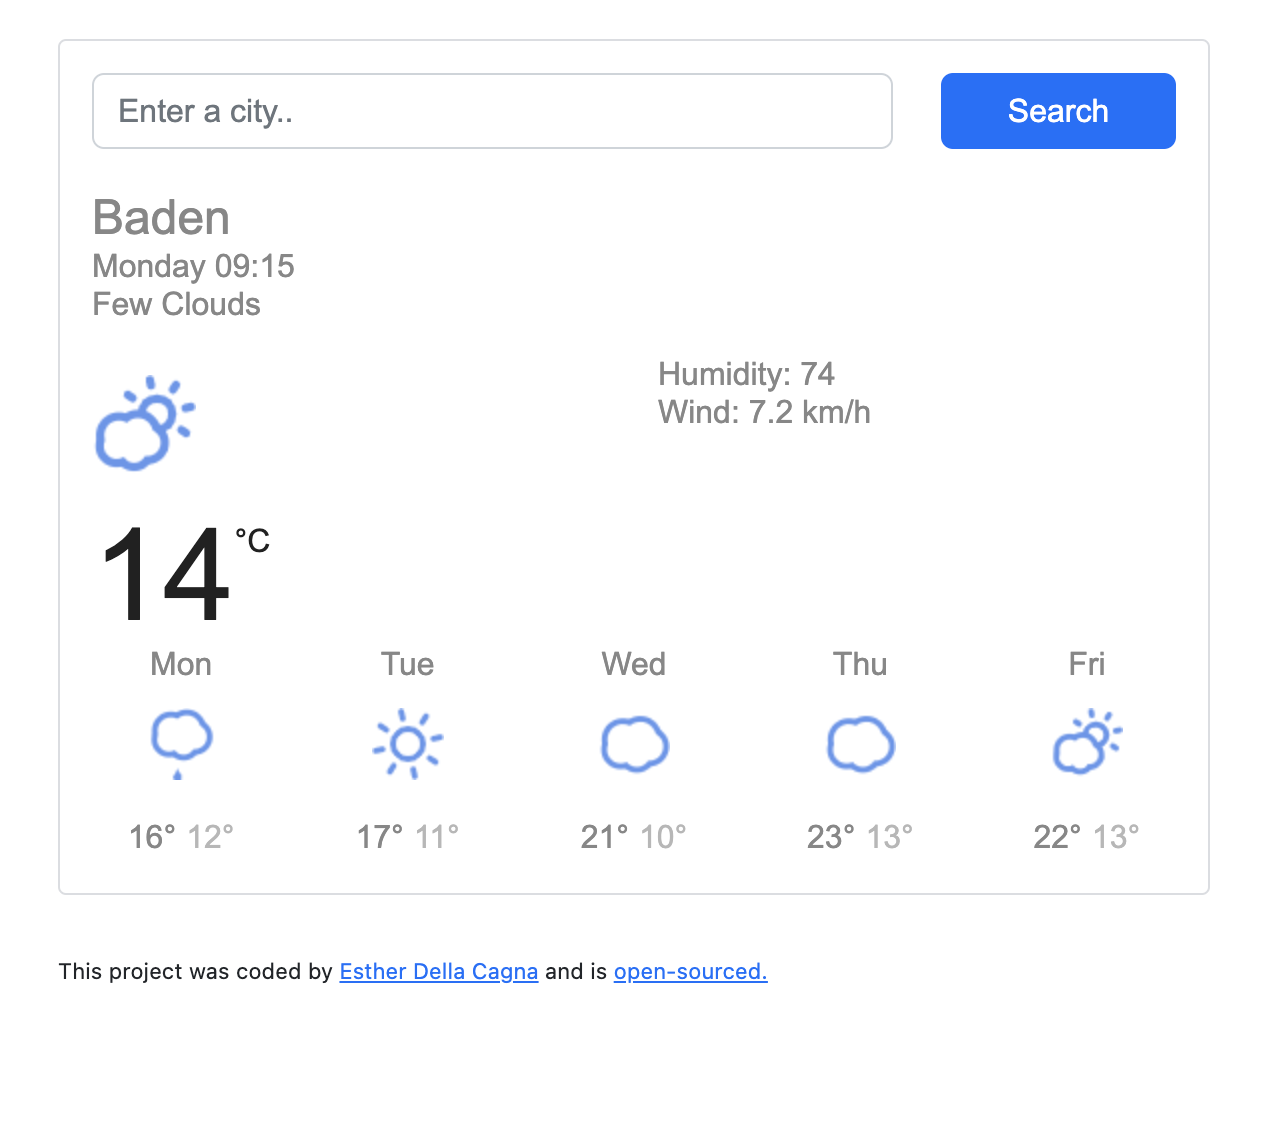 Enter a city..
Search
Baden
Monday 09:15
Few Clouds
Humidity: 74
Wind: 7.2 km/h
14 °C
Mon Tue Wed Thu Fri
16° 12° 17° 11° 21° 10° 23° 13° 22° 13°
This project was coded by Esther Della Cagna and is open-sourced.